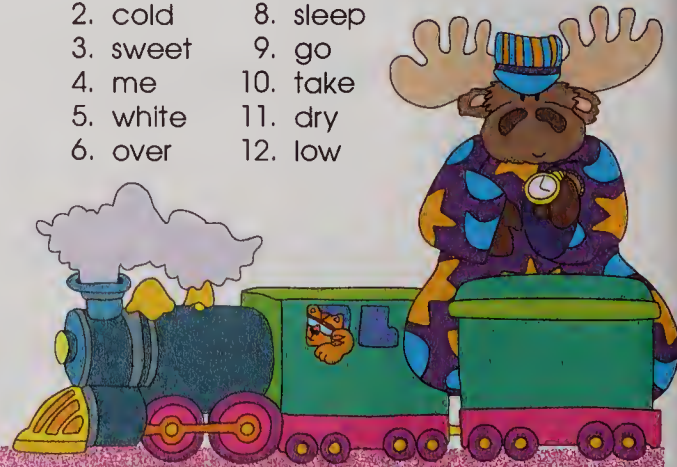 2. cold
3. sweet
4. me
5. white
6. over
8. sleep
9. go
10. take
11. dry
12. low